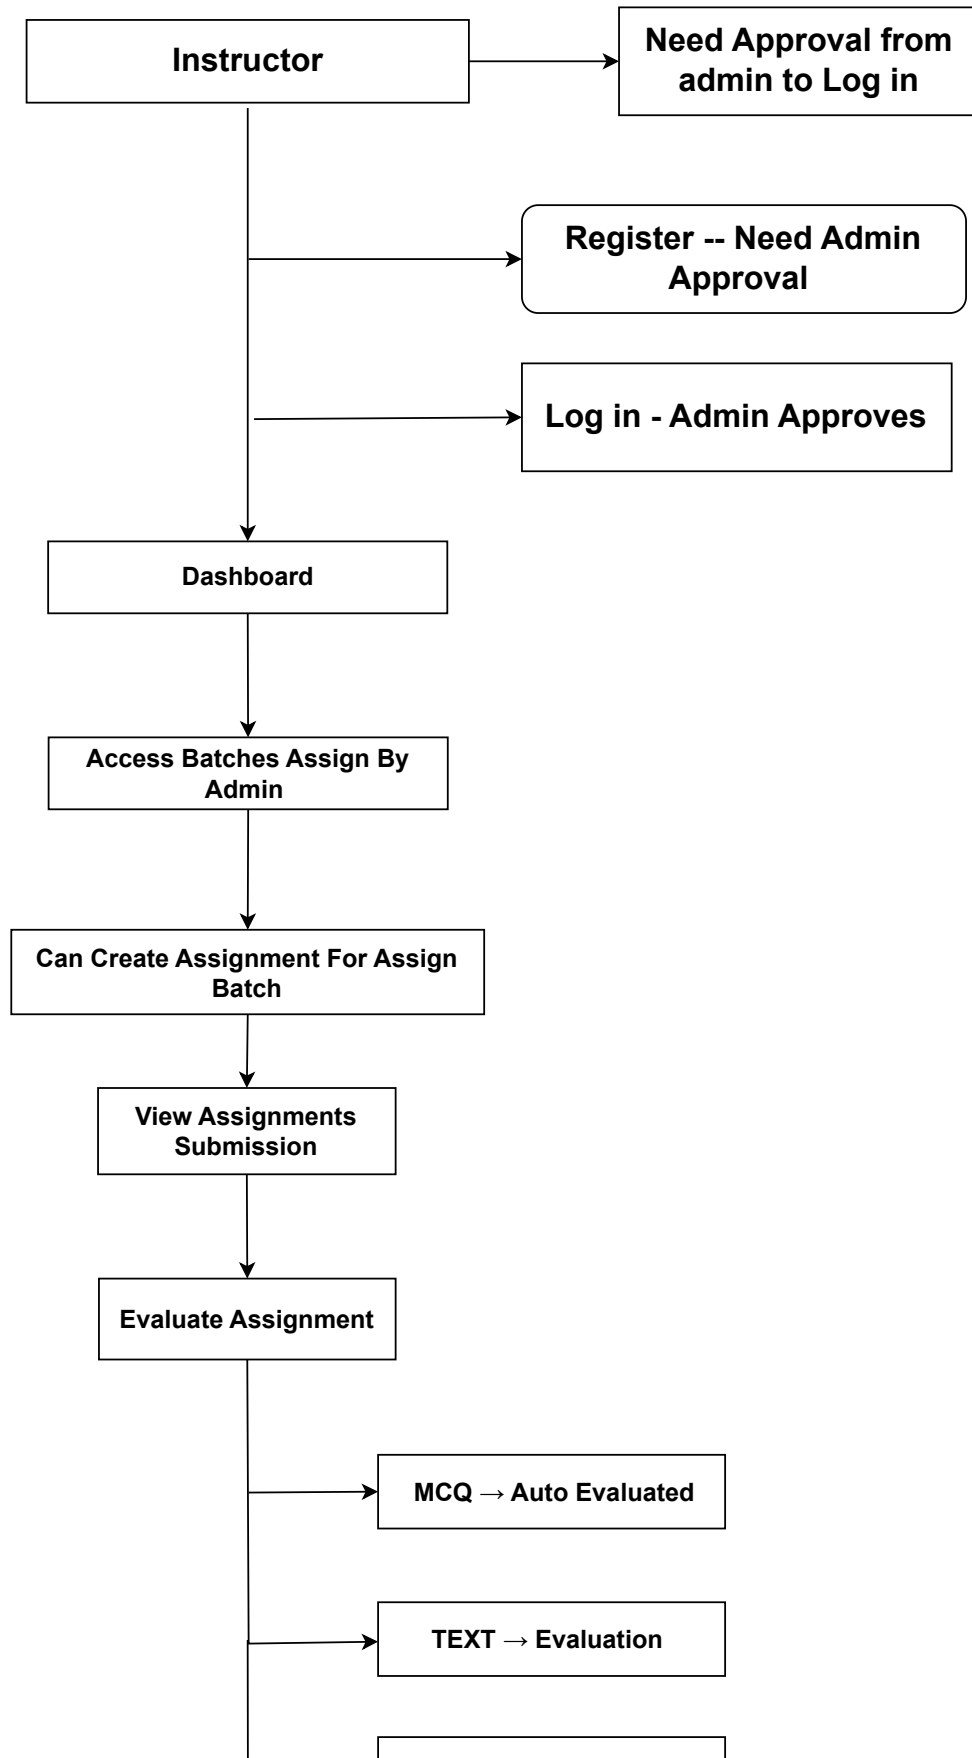 Instructor
Need Approval from
admin to Log in
Register -- Need Admin
Approval
Log in - Admin Approves
Dashboard
Access Batches Assign By
Admin
Can Create Assignment For Assign
Batch
View Assignments
Submission
Evaluate Assignment
MCQ → Auto Evaluated
TEXT → Evaluation